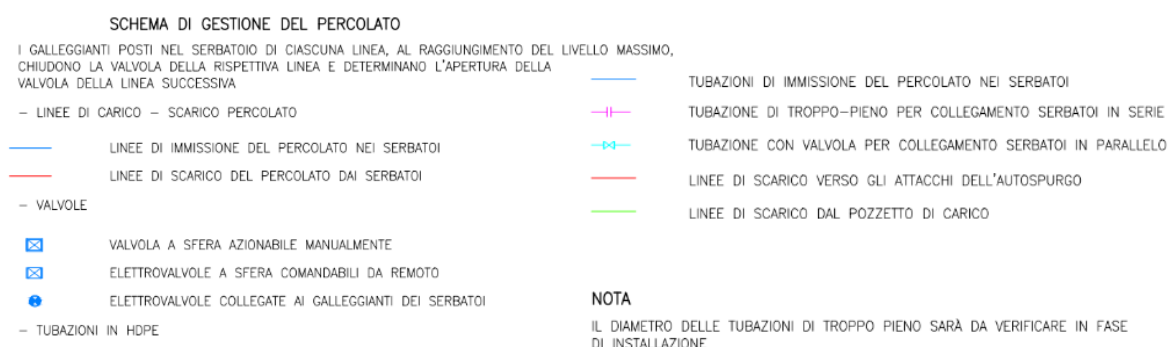 SCHEMA DI GESTIONE DEL PERCOLATO
I GALLEGGIANTI POSTI NEL SERBATOIO DI CIASCUNA LINEA, AL RAGGIUNGIMENTO DEL LIVELLO MASSIMO,
CHIUDONO LA VALVOLA DELLA RISPETTIVA LINEA E DETERMINANO L'APERTURA DELLA
VALVOLA DELLA LINEA SUCCESSIVA
– LINEE DI CARICO – SCARICO PERCOLATO
LINEE DI IMMISSIONE DEL PERCOLATO NEI SERBATOI
LINEE DI SCARICO DEL PERCOLATO DAI SERBATOI
– VALVOLE
VALVOLA A SFERA AZIONABILE MANUALMENTE
ELETTROVALVOLE A SFERA COMANDABILI DA REMOTO
ELETTROVALVOLE COLLEGATE AI GALLEGGIANTI DEI SERBATOI
– TUBAZIONI IN HDPE
TUBAZIONI DI IMMISSIONE DEL PERCOLATO NEI SERBATOI
TUBAZIONE DI TROPPO–PIENO PER COLLEGAMENTO SERBATOI IN SERIE
TUBAZIONE CON VALVOLA PER COLLEGAMENTO SERBATOI IN PARALLELO
LINEE DI SCARICO VERSO GLI ATTACCHI DELL'AUTOSPURGO
LINEE DI SCARICO DAL POZZETTO DI CARICO
NOTA
IL DIAMETRO DELLE TUBAZIONI DI TROPPO PIENO SARÀ DA VERIFICARE IN FASE
DI INSTALLAZIONE